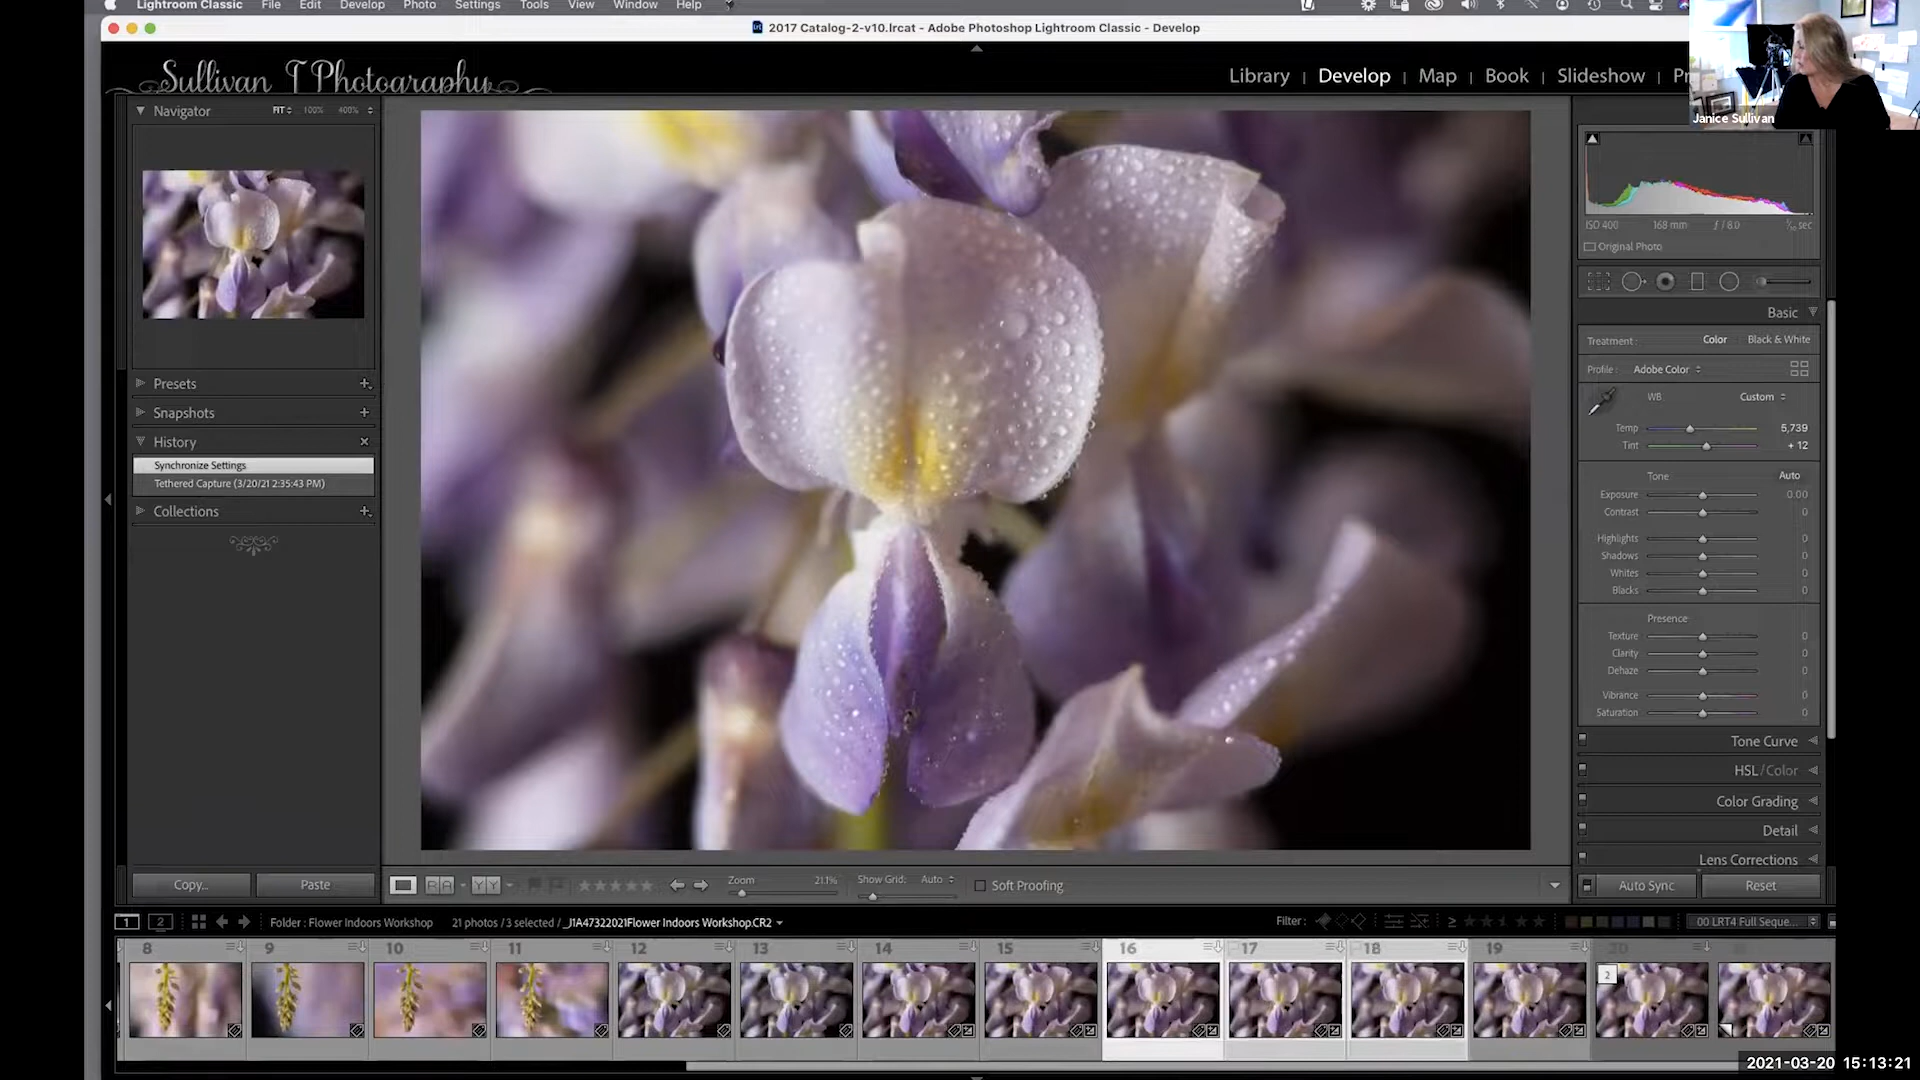 Lightroom Classic File Edit Develop Photo Settings Tools View Window Help
2017 Catalog-2-v10.lrcat - Adobe Photoshop Lightroom Classic - Develop
Sullivan J Photography
Library | Develop | Map | Book | Slideshow |
Janice Sullivan
Navigator FIT 100% 400%
ISO 400 168 mm ƒ / 8.0
Original Photo
Basic
Treatment: Color Black & White
Profile: Adobe Color
WB Custom
Temp 5,739
Tint + 12
Tone Auto
Exposure 0.00
Contrast 0
Highlights 0
Shadows 0
Whites 0
Blacks 0
Presence
Texture 0
Clarity 0
Dehaze 0
Vibrance 0
Saturation 0
Tone Curve
HSL/Color
Color Grading
Detail
Lens Corrections
Auto Sync Reset
Presets
Snapshots
History
Synchronize Settings
Tethered Capture (3/20/21 2:35:43 PM)
Collections
Copy... Paste
RA YY Zoom 21.1% Show Grid: Auto Soft Proofing
1 2 Folder : Flower Indoors Workshop 21 photos / 3 selected / _J1A47322021Flower Indoors Workshop.CR2
Filter: 00 LRT4 Full Seque...
8 9 10 11 12 13 14 15 16 17 18 19 20
2
2021-03-20 15:13:21